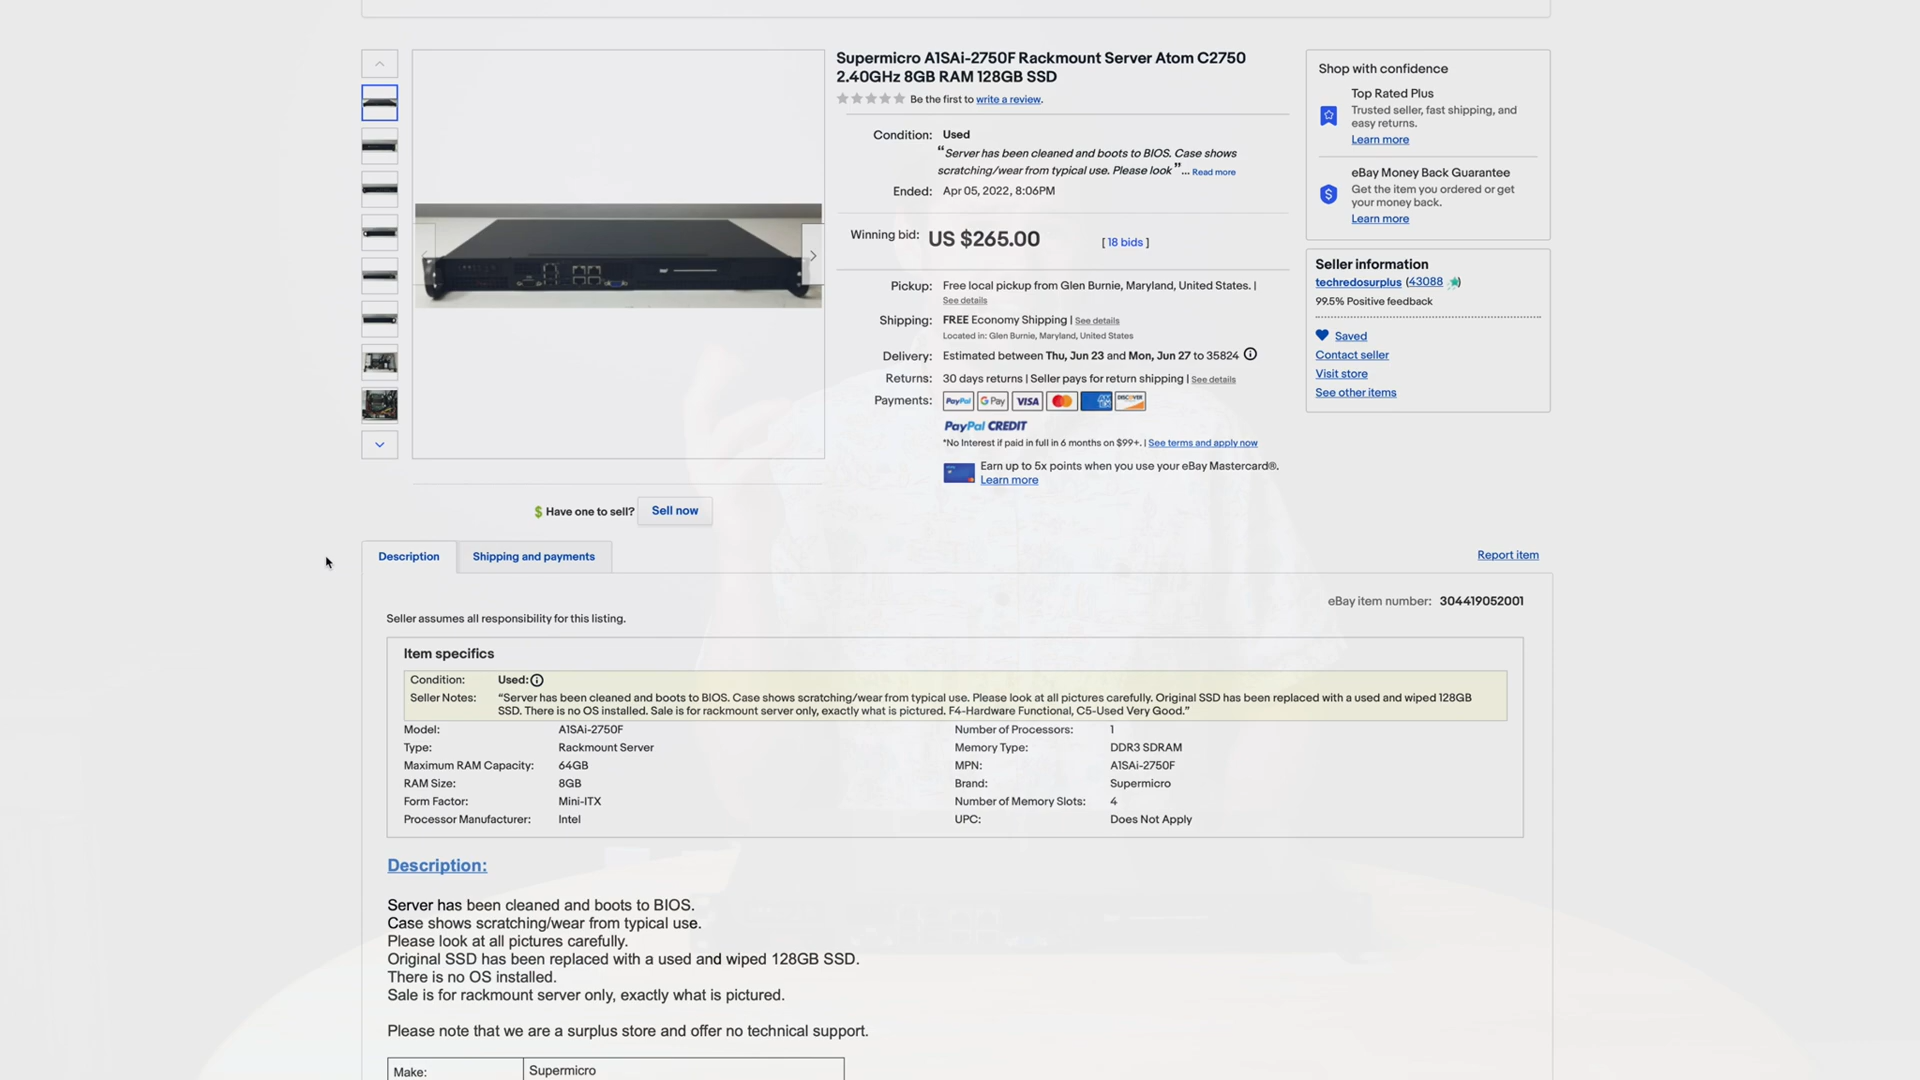 Supermicro A1SAi-2750F Rackmount Server Atom C2750
2.40GHz 8GB RAM 128GB SSD
Be the first to write a review.
Condition: Used
“Server has been cleaned and boots to BIOS. Case shows
scratching/wear from typical use. Please look”... Read more
Ended: Apr 05, 2022, 8:06PM
Winning bid: US $265.00 [ 18 bids ]
Pickup: Free local pickup from Glen Burnie, Maryland, United States. |
See details
Shipping: FREE Economy Shipping | See details
Located in: Glen Burnie, Maryland, United States
Delivery: Estimated between Thu, Jun 23 and Mon, Jun 27 to 35824
Returns: 30 days returns | Seller pays for return shipping | See details
Payments: PayPal G Pay VISA DISCOVER
PayPal CREDIT
*No Interest if paid in full in 6 months on $99+. | See terms and apply now
Earn up to 5x points when you use your eBay Mastercard®.
Learn more
Shop with confidence
Top Rated Plus
Trusted seller, fast shipping, and
easy returns.
Learn more
eBay Money Back Guarantee
Get the item you ordered or get
your money back.
Learn more
Seller information
techredosurplus (43088)
99.5% Positive feedback
Saved
Contact seller
Visit store
See other items
Have one to sell? Sell now
Description Shipping and payments
Report item
eBay item number: 304419052001
Seller assumes all responsibility for this listing.
Item specifics
Condition: Used:
Seller Notes: “Server has been cleaned and boots to BIOS. Case shows scratching/wear from typical use. Please look at all pictures carefully. Original SSD has been replaced with a used and wiped 128GB
SSD. There is no OS installed. Sale is for rackmount server only, exactly what is pictured. F4-Hardware Functional, C5-Used Very Good.”
Model: A1SAi-2750F Number of Processors: 1
Type: Rackmount Server Memory Type: DDR3 SDRAM
Maximum RAM Capacity: 64GB MPN: A1SAi-2750F
RAM Size: 8GB Brand: Supermicro
Form Factor: Mini-ITX Number of Memory Slots: 4
Processor Manufacturer: Intel UPC: Does Not Apply
Description:
Server has been cleaned and boots to BIOS.
Case shows scratching/wear from typical use.
Please look at all pictures carefully.
Original SSD has been replaced with a used and wiped 128GB SSD.
There is no OS installed.
Sale is for rackmount server only, exactly what is pictured.
Please note that we are a surplus store and offer no technical support.
Make: Supermicro